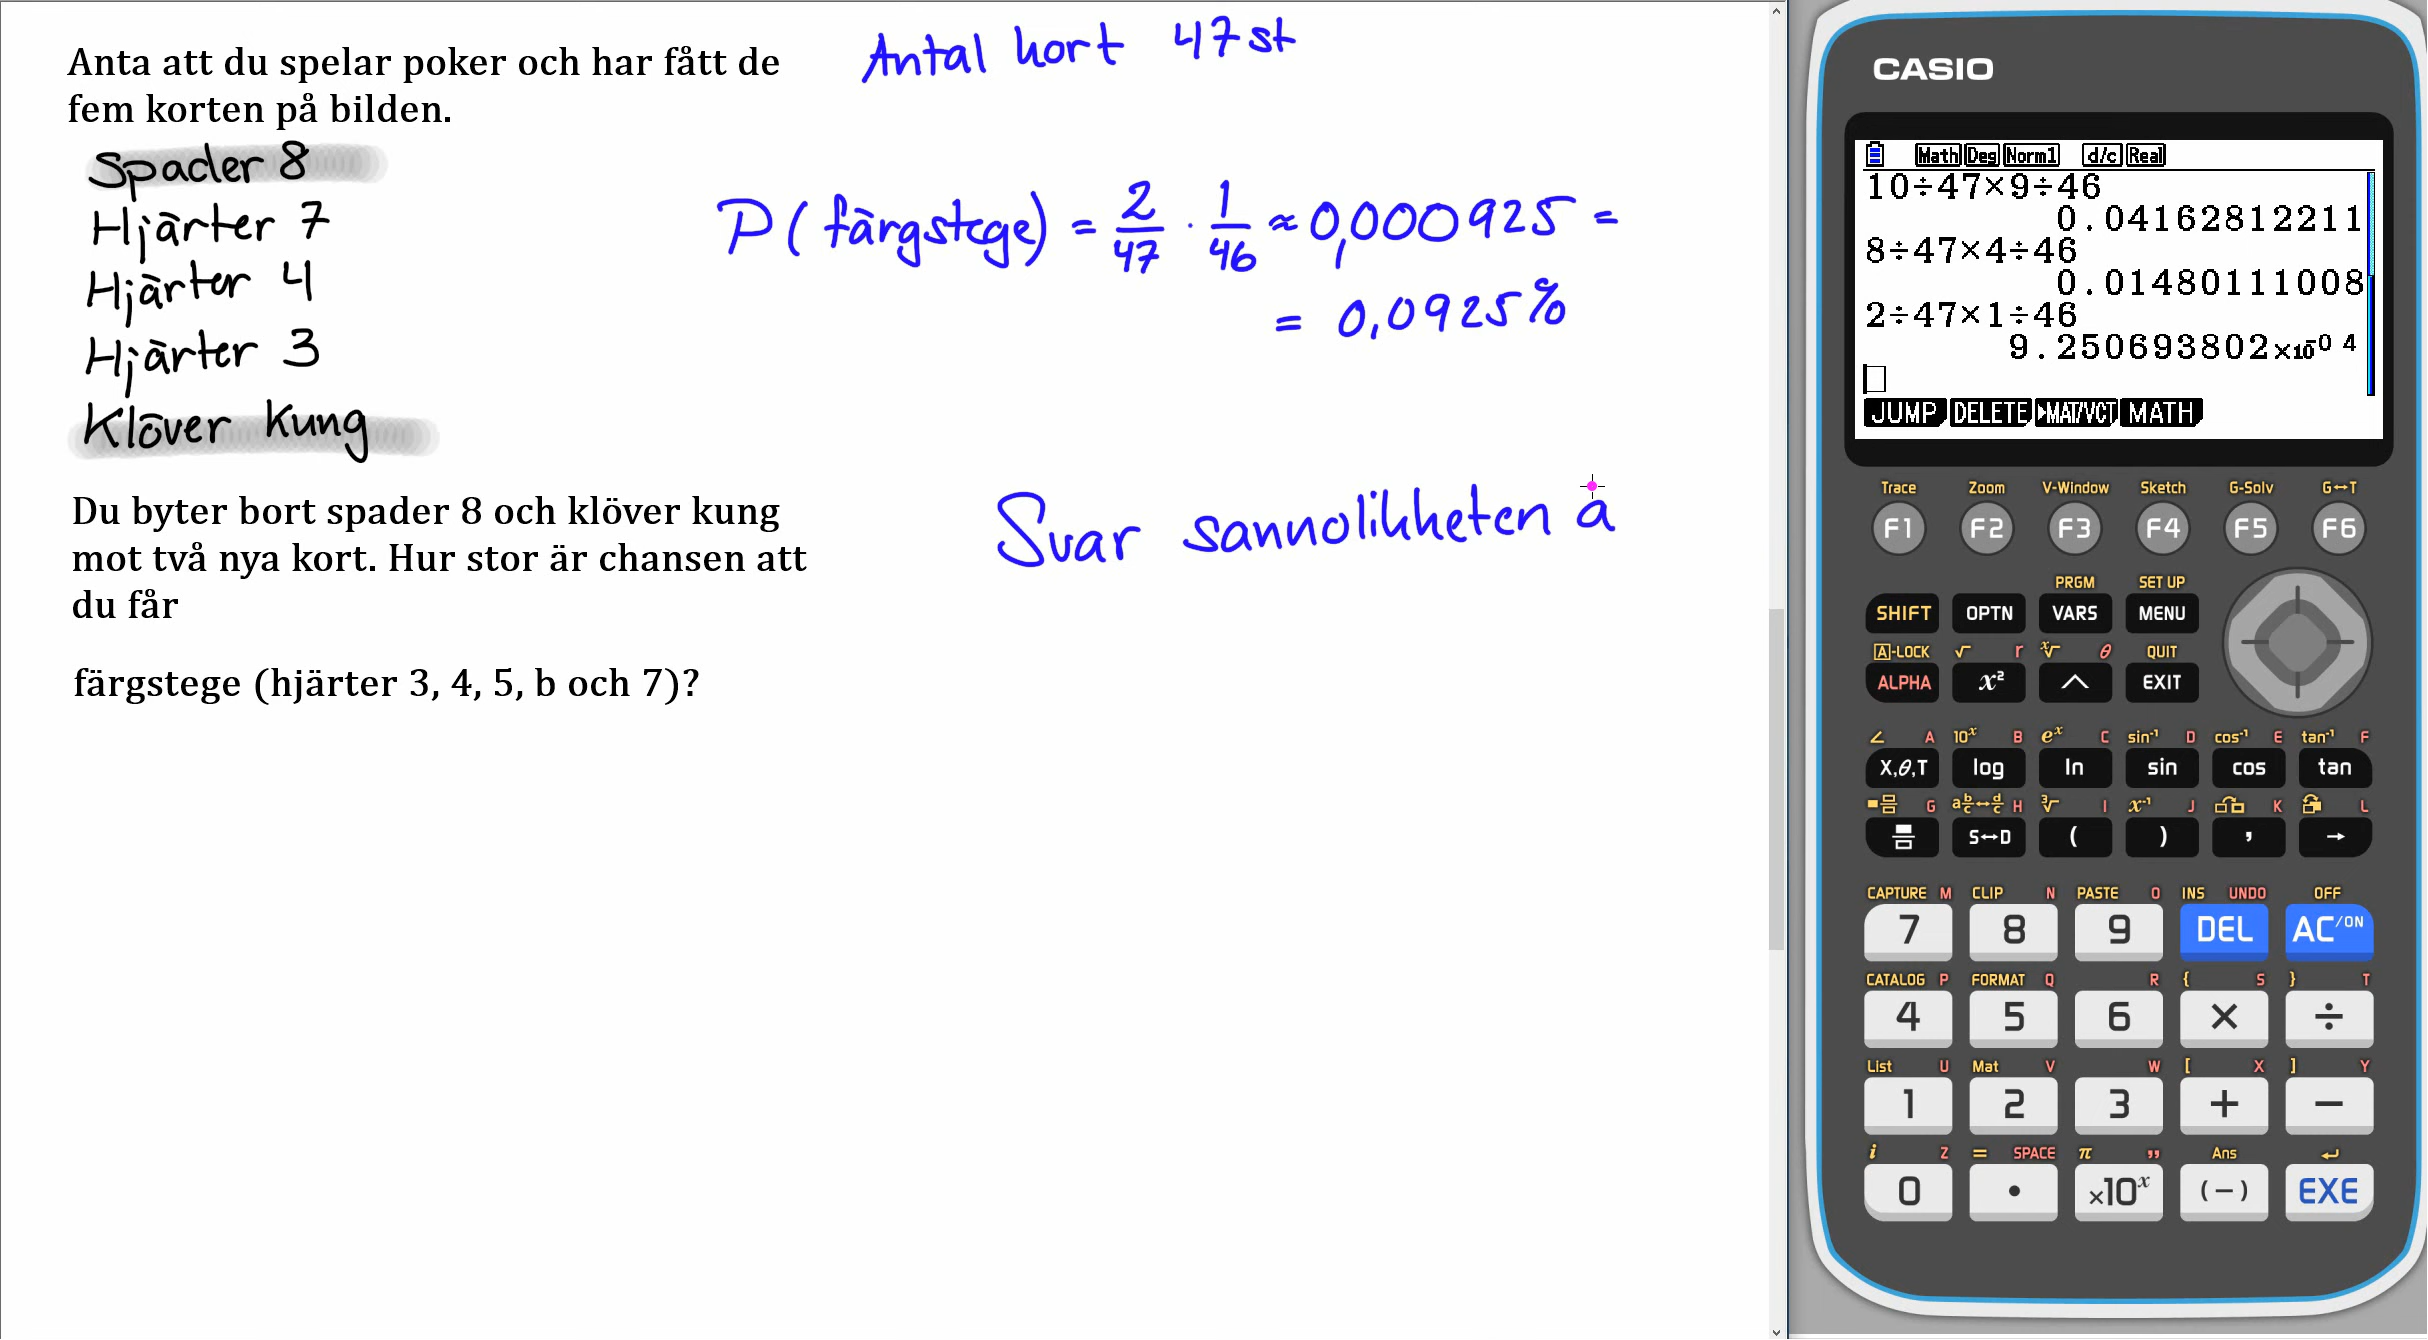 Anta att du spelar poker och har fått de
fem korten på bilden.
Spader 8
Hjärter 7
Hjärter 4
Hjärter 3
Klöver Kung
Du byter bort spader 8 och klöver kung
mot två nya kort. Hur stor är chansen att
du får
färgstege (hjärter 3, 4, 5, b och 7)?
Antal kort 47 st
P(färgstege) = 2/47 · 1/46 ≈ 0,000925 =
= 0,0925%
Svar sannolikheten a
CASIO
Math Deg Norm1 d/c Real
10÷47×9÷46
0.04162812211
8÷47×4÷46
0.01480111008
2÷47×1÷46
9.250693802×10⁻⁰⁴
JUMP DELETE ▸MAT/VCT MATH
Trace Zoom V-Window Sketch G-Solv G↔T
F1 F2 F3 F4 F5 F6
PRGM SET UP
SHIFT OPTN VARS MENU
A-LOCK √ r ˣ√ θ QUIT
ALPHA x² ^ EXIT
∠ A 10ˣ B eˣ C sin⁻¹ D cos⁻¹ E tan⁻¹ F
X,θ,T log ln sin cos tan
G a b/c↔d/c H ³√ I x⁻¹ J K L
S↔D ( ) , →
CAPTURE M CLIP N PASTE O INS UNDO OFF
7 8 9 DEL AC/ON
CATALOG P FORMAT Q R { S } T
4 5 6 × ÷
List U Mat V W [ X ] Y
1 2 3 + −
i Z = SPACE π " Ans ↵
0 • ×10ˣ (−) EXE